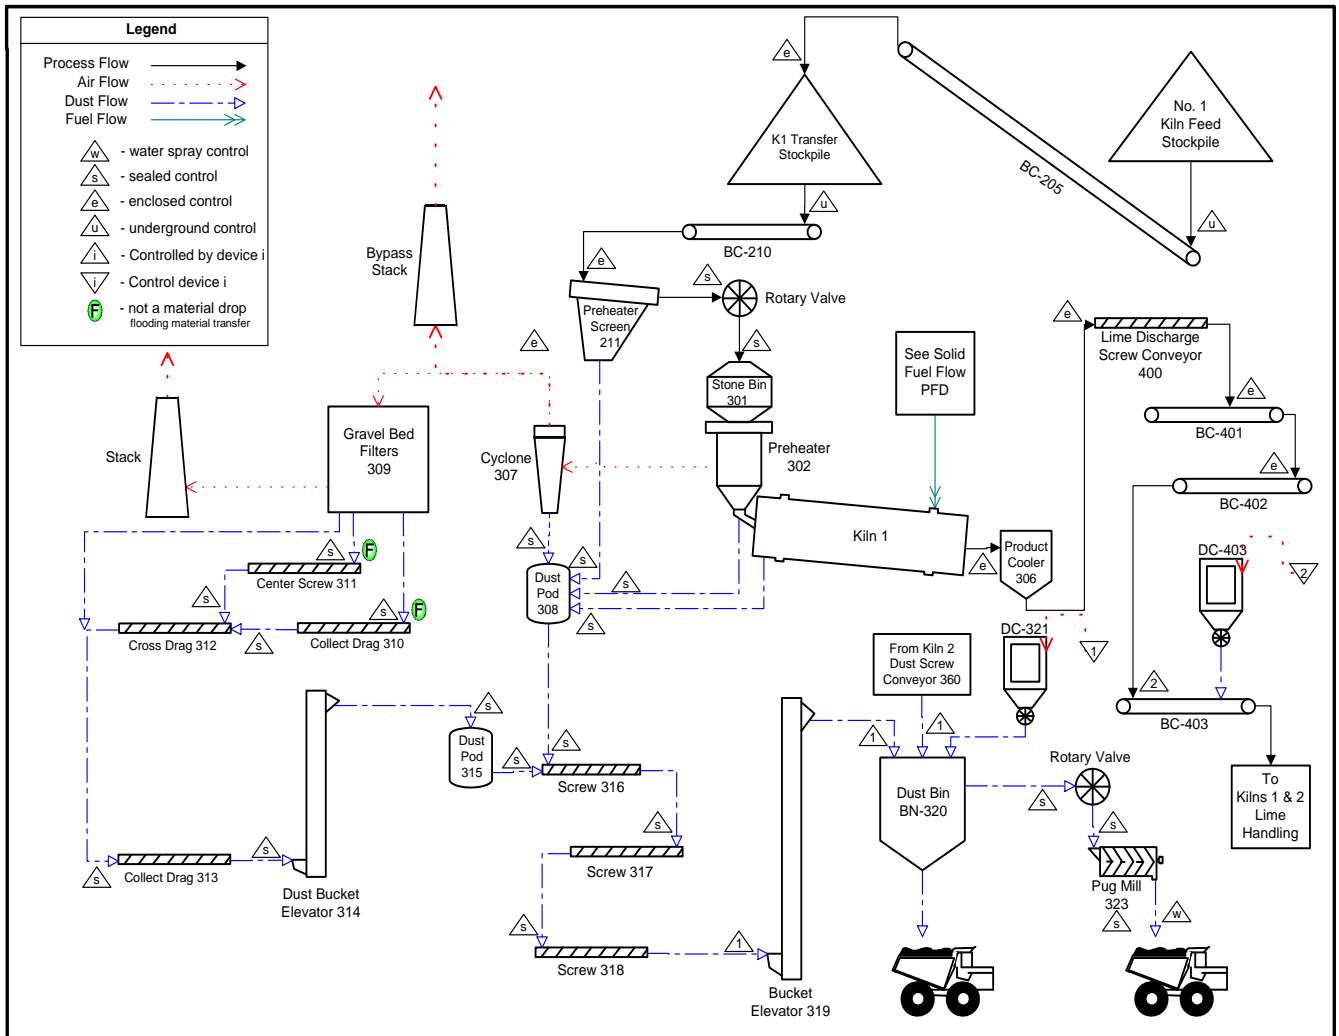 Legend
Process Flow
Air Flow
Dust Flow
Fuel Flow
w - water spray control
s - sealed control
e - enclosed control
u - underground control
i - Controlled by device i
i - Control device i
F - not a material drop
flooding material transfer
e
K1 Transfer
Stockpile
u
BC-205
No. 1
Kiln Feed
Stockpile
u
BC-210
e
Preheater
Screen
211
s
Rotary Valve
s
Stone Bin
301
Preheater
302
Bypass
Stack
e
Stack
Gravel Bed
Filters
309
Cyclone
307
See Solid
Fuel Flow
PFD
Kiln 1
e
Product
Cooler
306
e
Lime Discharge
Screw Conveyor
400
e
BC-401
e
BC-402
DC-403
2
2
BC-403
To
Kilns 1 & 2
Lime
Handling
s
F
Center Screw 311
s
s
F
Cross Drag 312
s
Collect Drag 310
s
s
s
s
Dust
Pod
308
DC-321
1
From Kiln 2
Dust Screw
Conveyor 360
1
1
Dust Bin
BN-320
s
Rotary Valve
s
Pug Mill
323
s
w
s
Dust
Pod
315
s
s
Screw 316
s
Screw 317
s
Screw 318
1
Bucket
Elevator 319
s
Collect Drag 313
s
Dust Bucket
Elevator 314